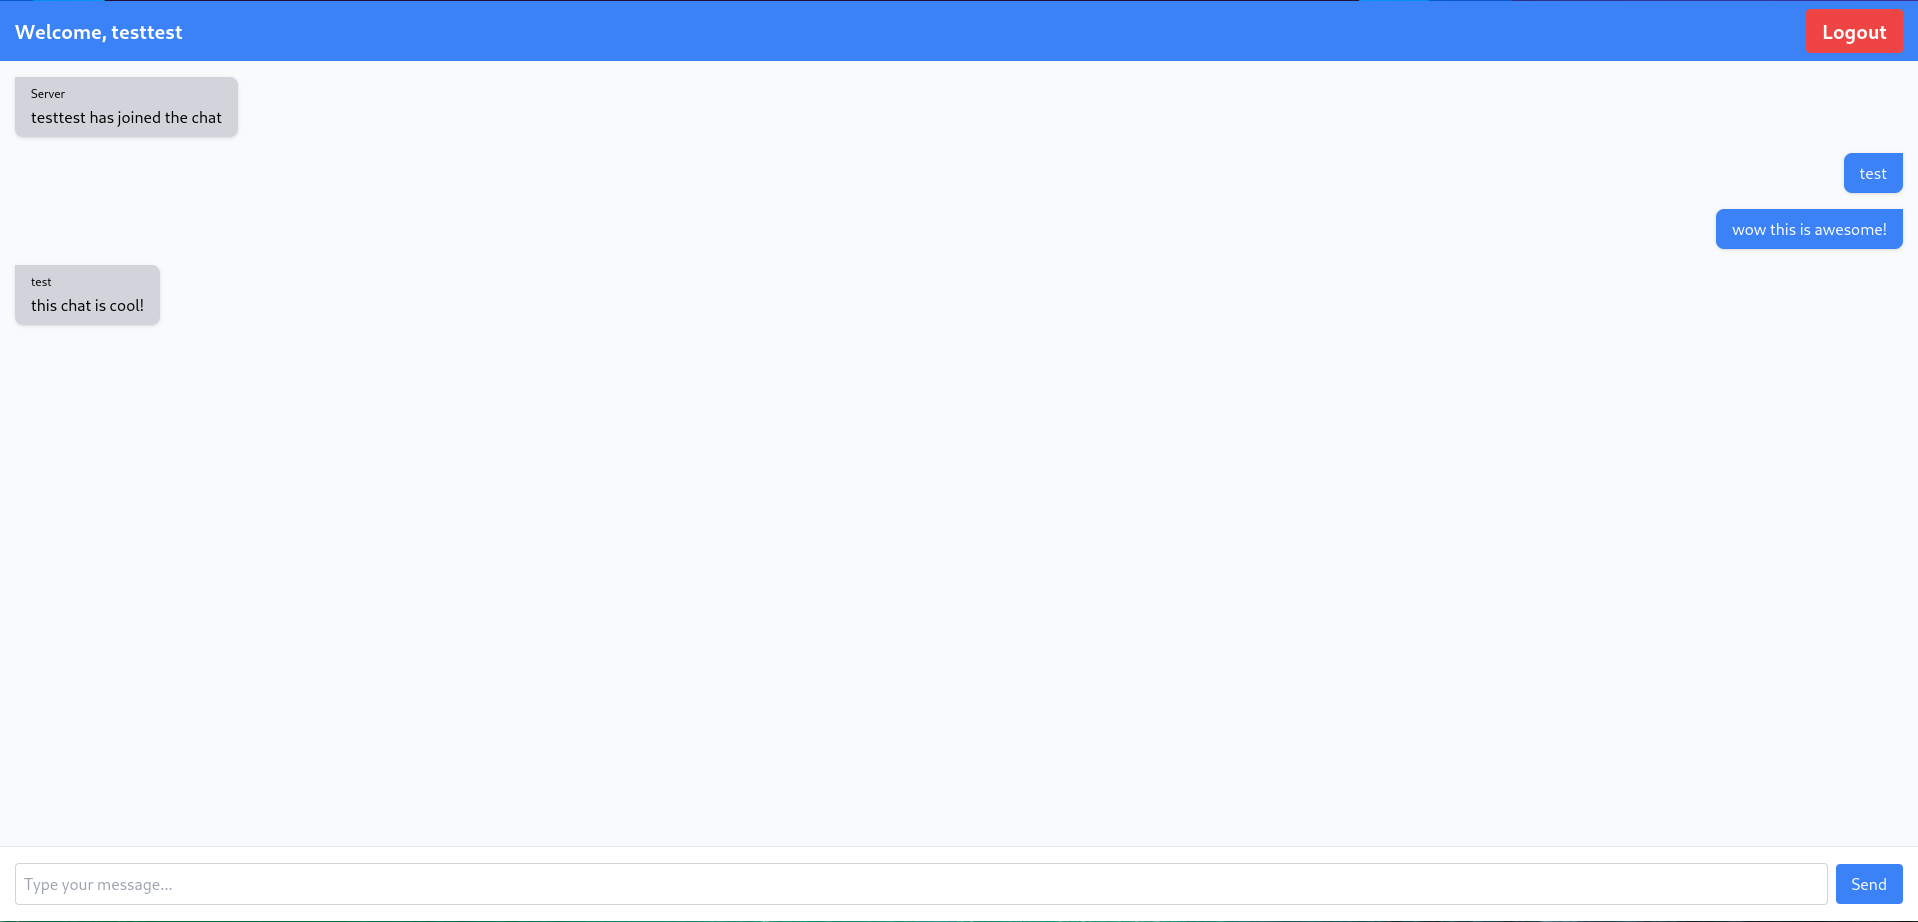 Welcome, testtest
Logout
Server
testtest has joined the chat
test
wow this is awesome!
test
this chat is cool!
Type your message...
Send